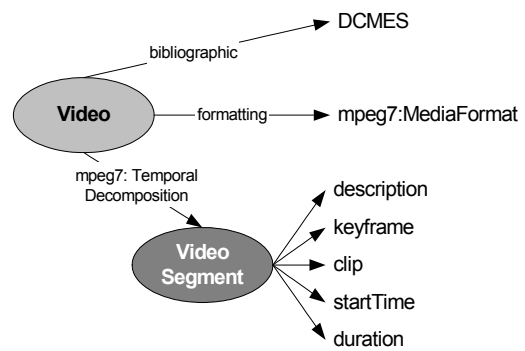 DCMES
bibliographic
Video
formatting
mpeg7:MediaFormat
mpeg7: Temporal
Decomposition
description
keyframe
Video
Segment
clip
startTime
duration